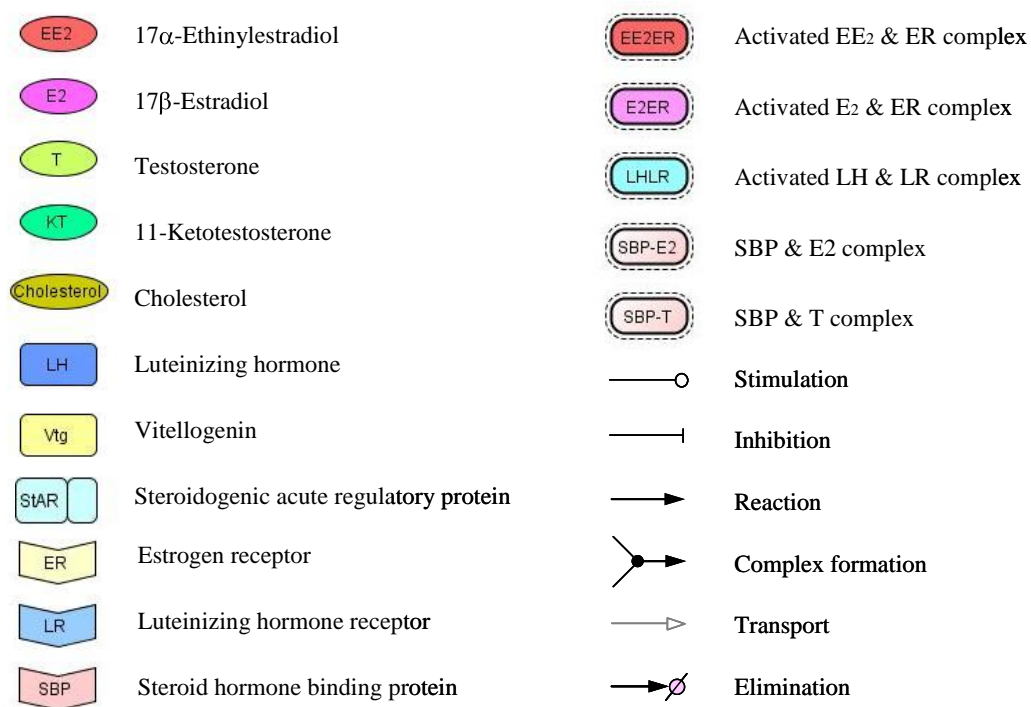 EE2 17α-Ethinylestradiol
E2 17β-Estradiol
T Testosterone
KT 11-Ketotestosterone
Cholesterol Cholesterol
LH Luteinizing hormone
Vtg Vitellogenin
StAR Steroidogenic acute regulatory protein
ER Estrogen receptor
LR Luteinizing hormone receptor
SBP Steroid hormone binding protein
EE2ER Activated EE2 & ER complex
E2ER Activated E2 & ER complex
LHLR Activated LH & LR complex
SBP-E2 SBP & E2 complex
SBP-T SBP & T complex
Stimulation
Inhibition
Reaction
Complex formation
Transport
Elimination